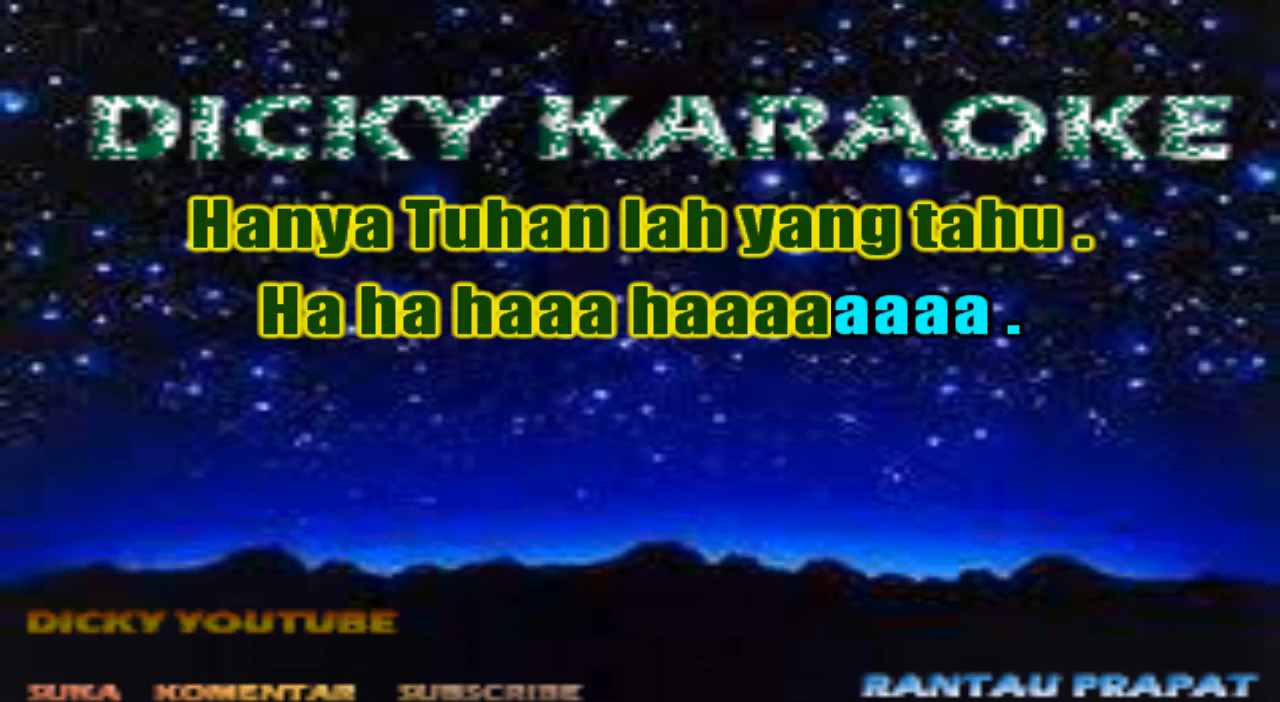 DICKY KARAOKE
Hanya Tuhan lah yang tahu .
Ha ha haaa haaaaaaaa .
DICKY YOUTUBE
SUKA KOMENTAR SUBSCRIBE
RANTAU PRAPAT